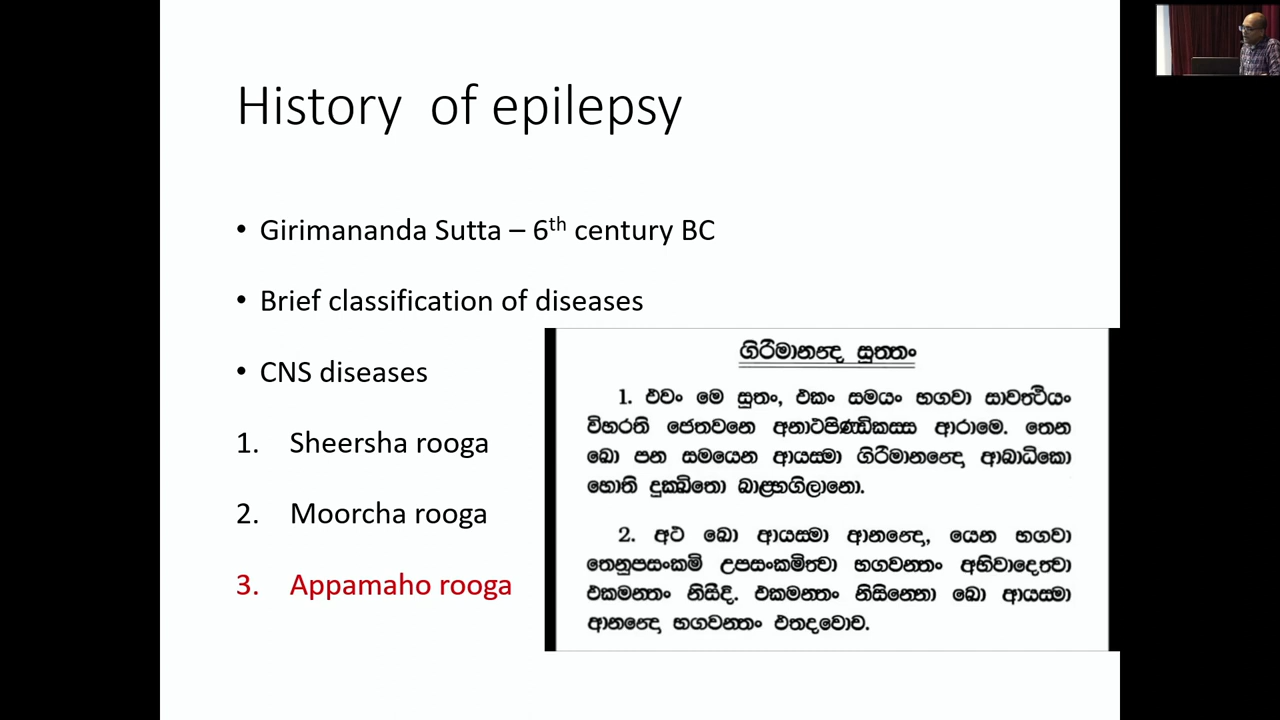 History of epilepsy
• Girimananda Sutta – 6th century BC
• Brief classification of diseases
• CNS diseases
1. Sheersha rooga
2. Moorcha rooga
3. Appamaho rooga
ගිරිමානන්‍ද සුත්‍තං
1. එවං මෙ සුතං, එකං සමයං භගවා සාවත්‍ථියං
විහරති ජෙතවනෙ අනාථපිණ්‍ඩිකස්ස ආරාමෙ. තෙන
ඛො පන සමයෙන ආයස්මා ගිරිමානන්‍දො ආබාධිකො
හොති දුක්‍ඛිතො බාළ්හගිලානො.
2. අථ ඛො ආයස්මා ආනන්‍දො, යෙන භගවා
තෙනුපසංකමි උපසංකමිත්‍වා භගවන්‍තං අභිවාදෙත්‍වා
එකමන්‍තං නිසීදි. එකමන්‍තං නිසින්නො ඛො ආයස්මා
ආනන්‍දො භගවන්‍තං එතදවොච.